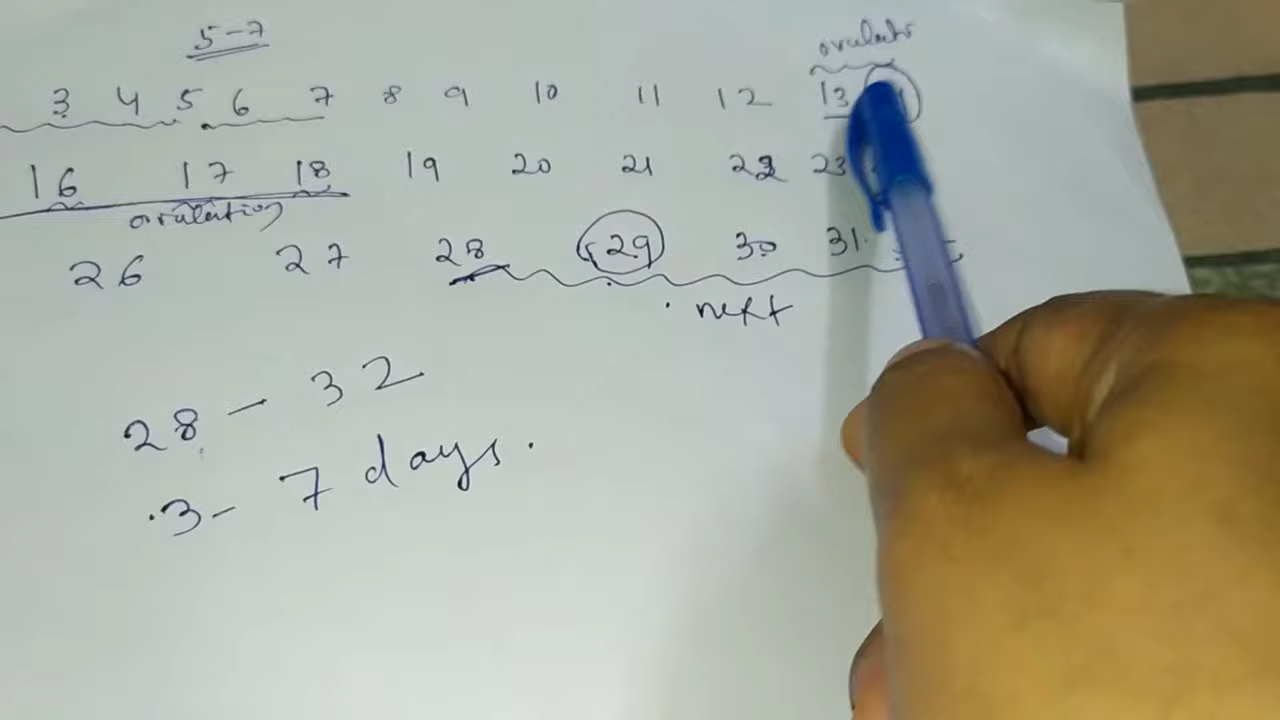 5-7
ovulati
3 4 5 6 7 8 9 10 11 12 13
16 17 18 19 20 21 22 23
ovulation
26 27 28 29 30 31
next
28 - 32
3- 7 days.